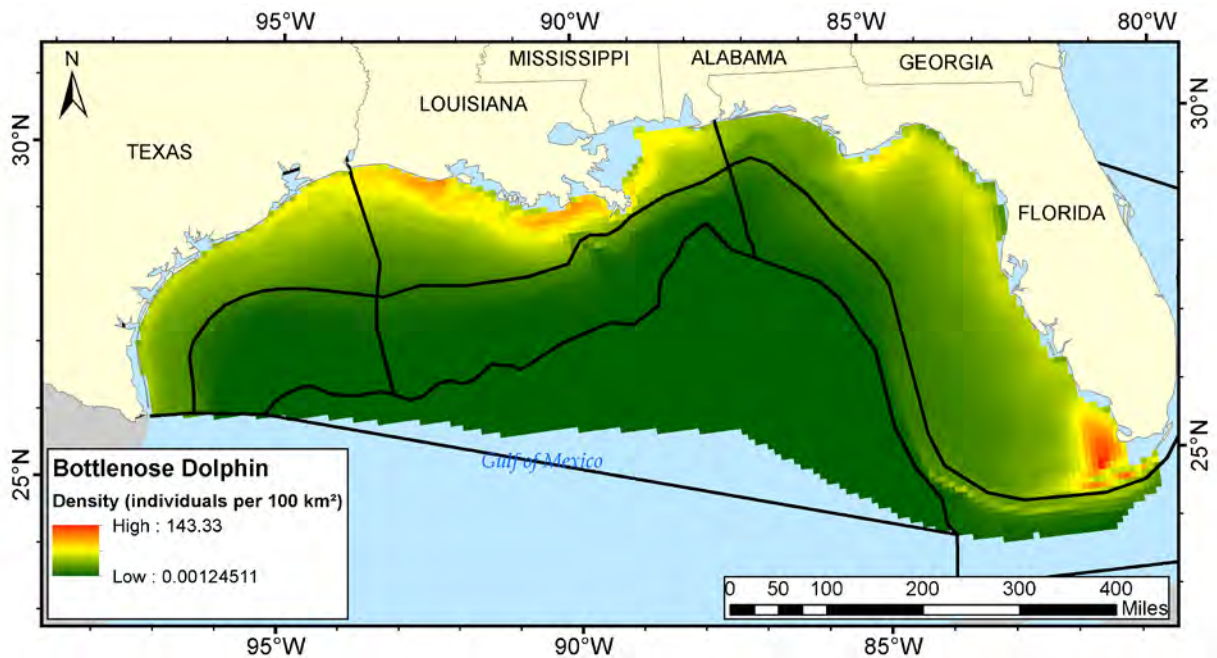 95°W 90°W 85°W 80°W
N
MISSISSIPPI ALABAMA GEORGIA
LOUISIANA
TEXAS
30°N 30°N
FLORIDA
25°N 25°N
Gulf of Mexico
Bottlenose Dolphin
Density (individuals per 100 km²)
High : 143.33
Low : 0.00124511
0 50 100 200 300 400
Miles
95°W 90°W 85°W